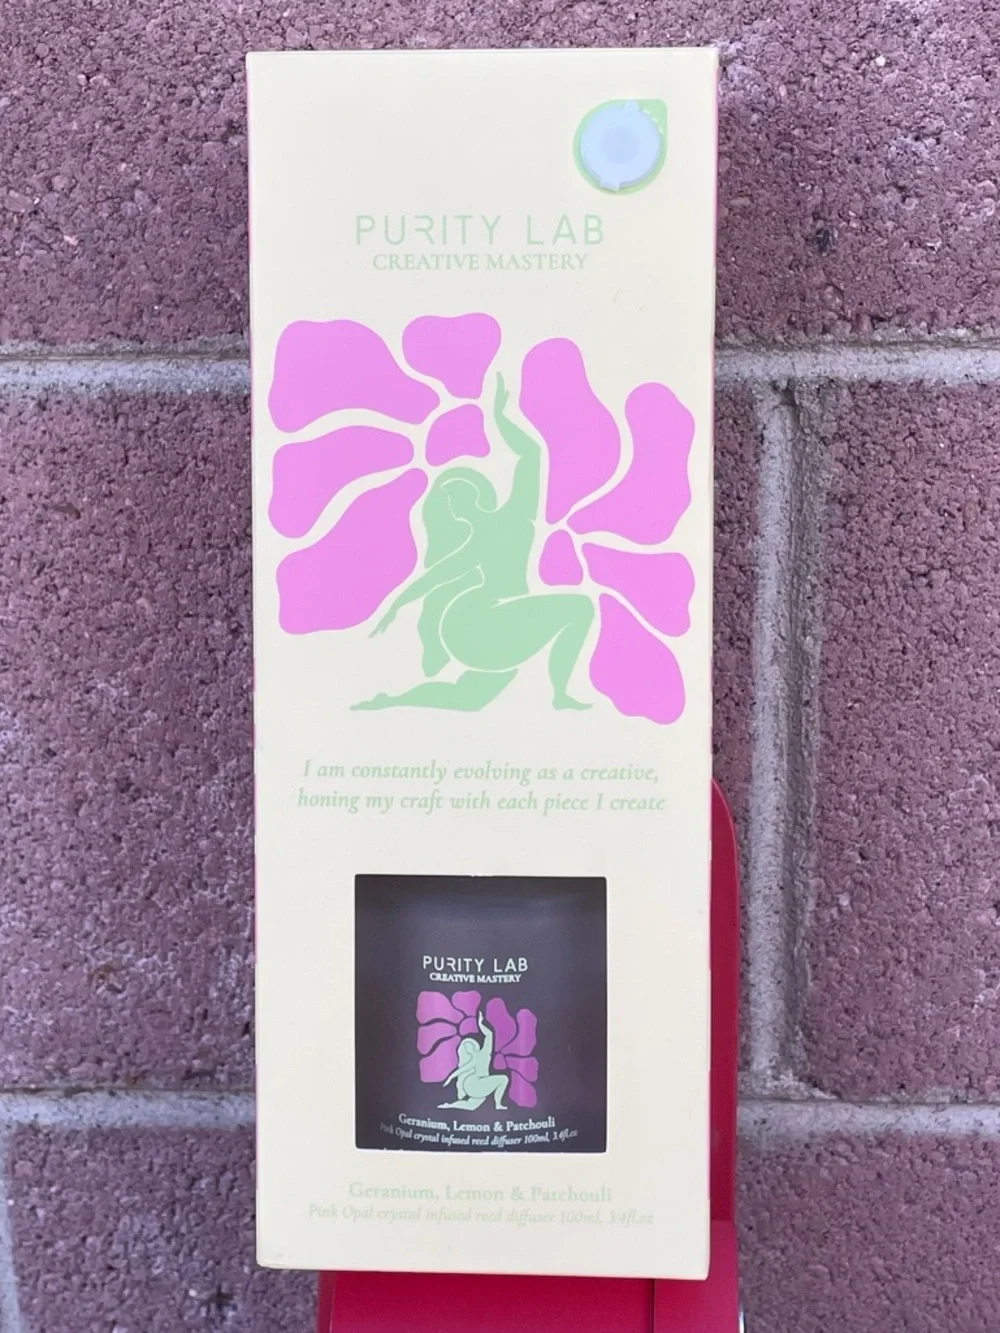 PURITY LAB
CREATIVE MASTERY
I am constantly evolving as a creative,
honing my craft with each piece I create
PURITY LAB
CREATIVE MASTERY
Geranium, Lemon & Patchouli
Pink Opal crystal infused reed diffuser 100ml, 3.4fl.oz
Geranium, Lemon & Patchouli
Pink Opal crystal infused reed diffuser 100ml, 3.4fl.oz